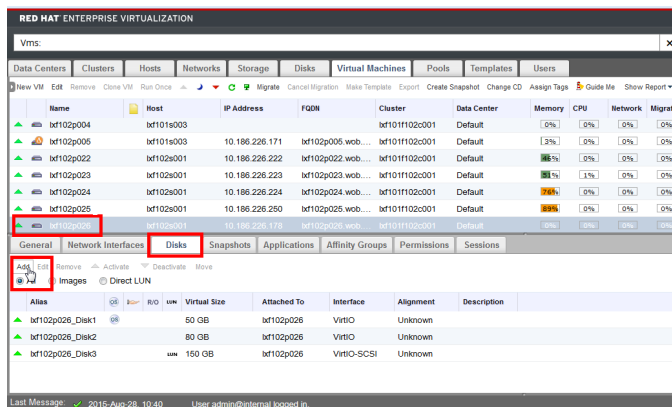 RED HAT ENTERPRISE VIRTUALIZATION
Vms: x
Data Centers Clusters Hosts Networks Storage Disks Virtual Machines Pools Templates Users
New VM Edit Remove Clone VM Run Once Migrate Cancel Migration Make Template Export Create Snapshot Change CD Assign Tags Guide Me Show Report
Name Host IP Address FQDN Cluster Data Center Memory CPU Network Migrat
lxf102p004 lxf101s003 lxf101f102c001 Default 0% 0% 0% 0%
lxf102p005 lxf101s003 10.186.226.171 lxf102p005.wob.... lxf101f102c001 Default 3% 0% 0% 0%
lxf102p022 lxf102s001 10.186.226.222 lxf102p022.wob.... lxf101f102c001 Default 46% 0% 0% 0%
lxf102p023 lxf102s001 10.186.226.223 lxf102p023.wob.... lxf101f102c001 Default 51% 1% 0% 0%
lxf102p024 lxf102s001 10.186.226.224 lxf102p024.wob.... lxf101f102c001 Default 76% 0% 0% 0%
lxf102p025 lxf102s001 10.186.226.250 lxf102p025.wob.... lxf101f102c001 Default 89% 0% 0% 0%
lxf102p026 lxf102s001 10.186.226.178 lxf102p026.wob.... lxf101f102c001 Default 0% 0% 0% 0%
General Network Interfaces Disks Snapshots Applications Affinity Groups Permissions Sessions
Add Edit Remove Activate Deactivate Move
Images Direct LUN
Alias OS R/O LUN Virtual Size Attached To Interface Alignment Description
lxf102p026_Disk1 OS 50 GB lxf102p026 VirtIO Unknown
lxf102p026_Disk2 80 GB lxf102p026 VirtIO Unknown
lxf102p026_Disk3 LUN 150 GB lxf102p026 VirtIO-SCSI Unknown
Last Message: 2015-Aug-28, 10:40 User admin@internal logged in.